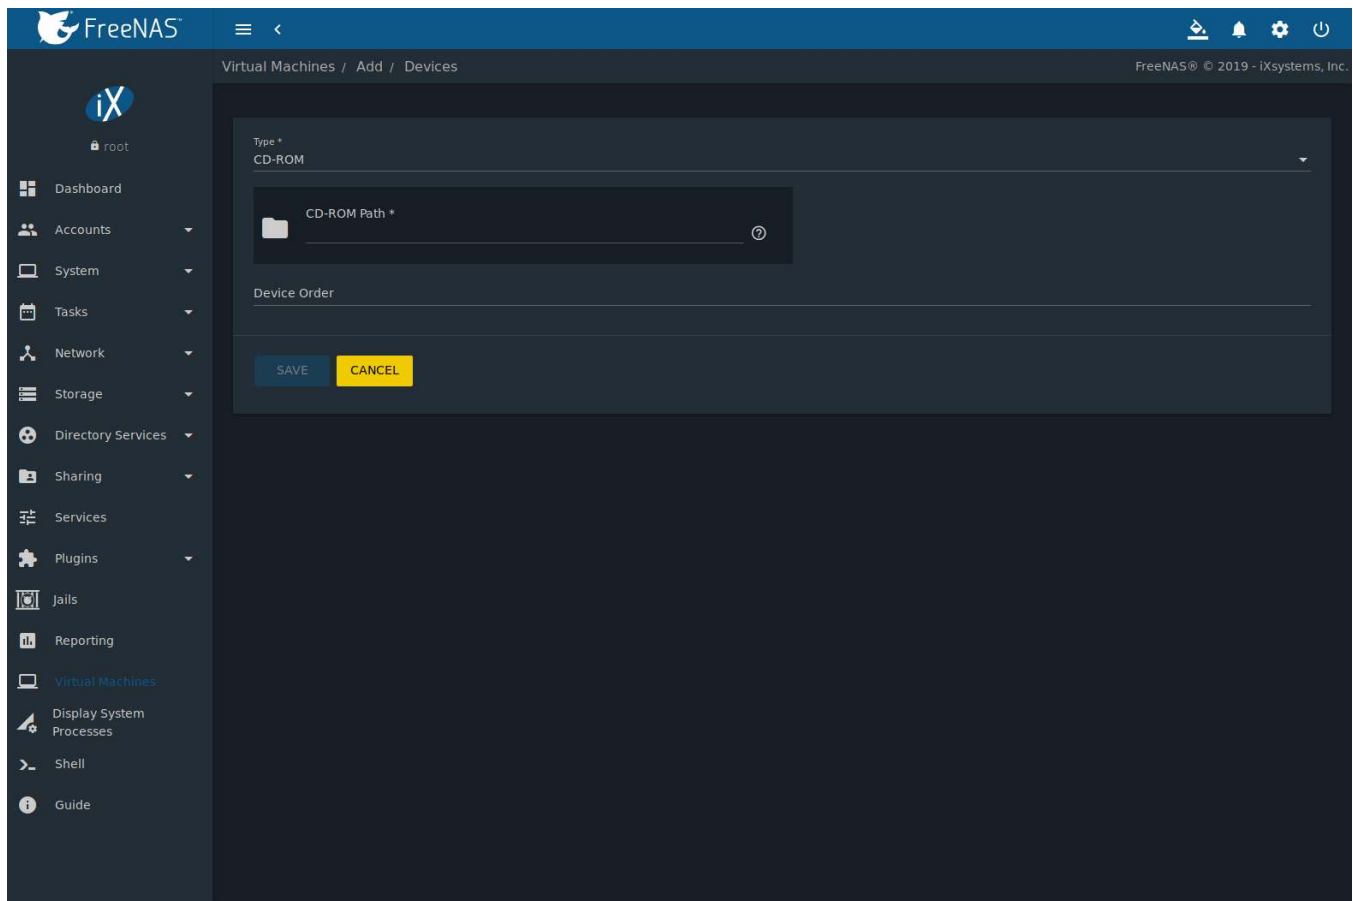 FreeNAS™
Virtual Machines / Add / Devices
FreeNAS® © 2019 - iXsystems, Inc.
iX
root
Dashboard
Accounts
System
Tasks
Network
Storage
Directory Services
Sharing
Services
Plugins
Jails
Reporting
Virtual Machines
Display System
Processes
Shell
Guide
Type *
CD-ROM
CD-ROM Path *
Device Order
SAVE
CANCEL